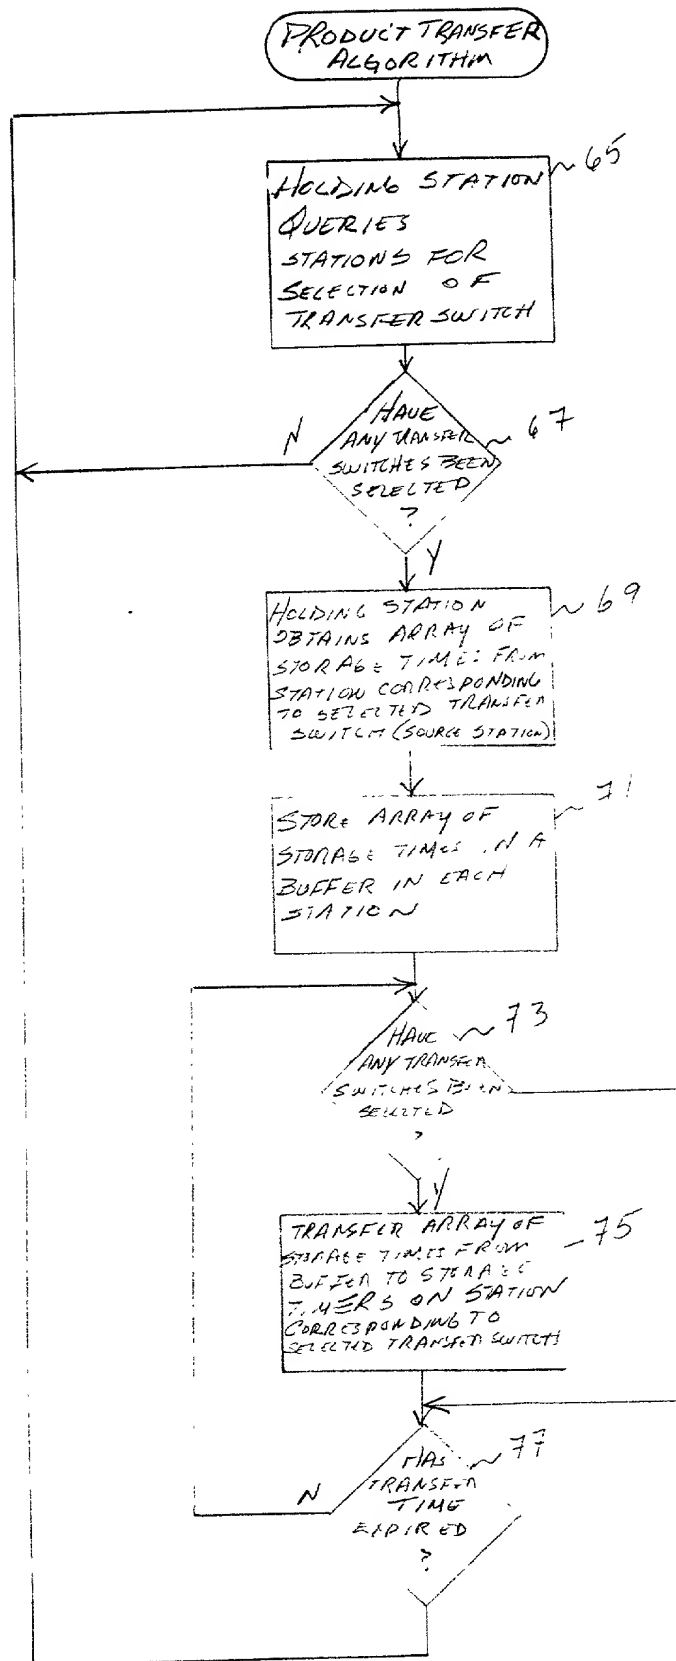 PRODUCT TRANSFER
ALGORITHM
HOLDING STATION
QUERIES
STATIONS FOR
SELECTION OF
TRANSFER SWITCH
65
HAVE
ANY TRANSFER
SWITCHES BEEN
SELECTED
?
67
N
Y
HOLDING STATION
OBTAINS ARRAY OF
STORAGE TIMES FROM
STATION CORRESPONDING
TO SELECTED TRANSFER
SWITCH (SOURCE STATION)
69
STORE ARRAY OF
STORAGE TIMES IN A
BUFFER IN EACH
STATION
71
HAVE
ANY TRANSFER
SWITCHES BEEN
SELECTED
?
73
Y
TRANSFER ARRAY OF
STORAGE TIMES FROM
BUFFER TO STORAGE
TIMERS ON STATION
CORRESPONDING TO
SELECTED TRANSFER SWITCH
75
HAS
TRANSFER
TIME
EXPIRED
?
77
N